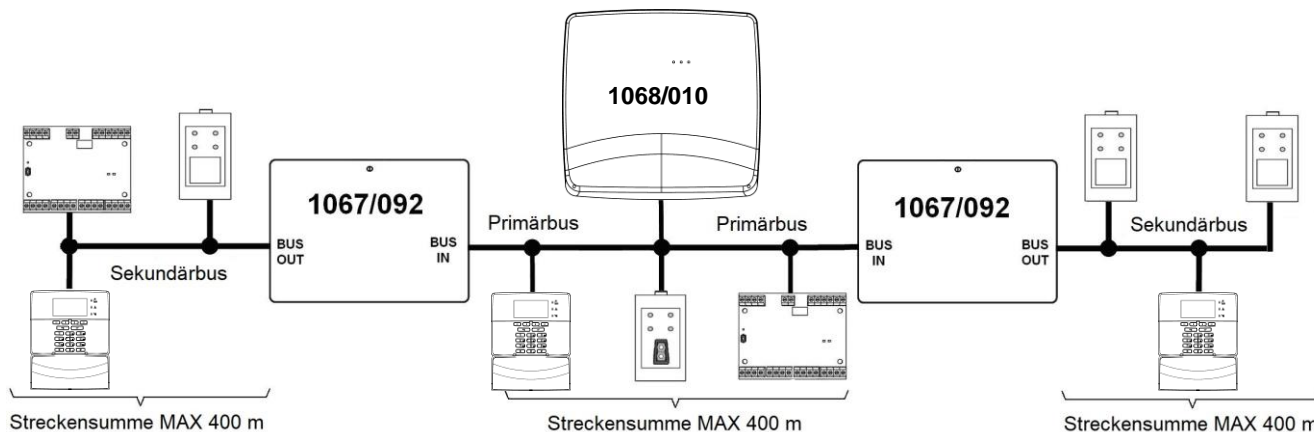 1068/010
1067/092
1067/092
Primärbus
Primärbus
Sekundärbus
BUS
OUT
BUS
IN
BUS
IN
BUS
OUT
Sekundärbus
Streckensumme MAX 400 m
Streckensumme MAX 400 m
Streckensumme MAX 400 m